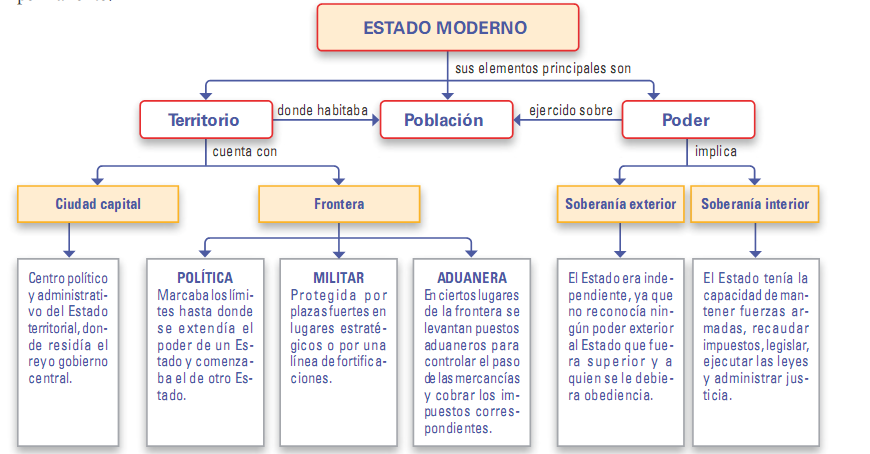 ESTADO MODERNO
sus elementos principales son
Territorio
donde habitaba
Población
ejercido sobre
Poder
cuenta con
implica
Ciudad capital
Frontera
Soberanía exterior
Soberanía interior
Centro político
y administrati-
vo del Estado
territorial, don-
de residía el
rey o gobierno
central.
POLÍTICA
Marcaba los lími-
tes hasta donde
se extendía el
poder de un Es-
tado y comenza-
ba el de otro Es-
tado.
MILITAR
Protegida por
plazas fuertes en
lugares estraté-
gicos o por una
línea de fortifica-
ciones.
ADUANERA
En ciertos lugares
de la frontera se
levantan puestos
aduaneros para
controlar el paso
de las mercancías
y cobrar los im-
puestos corres-
pondientes.
El Estado era inde-
pendiente, ya que
no reconocía nin-
gún poder exterior
al Estado que fue-
ra superior y a
quien se le debie-
ra obediencia.
El Estado tenía la
capacidad de man-
tener fuerzas ar-
madas, recaudar
impuestos, legislar,
ejecutar las leyes
y administrar jus-
ticia.